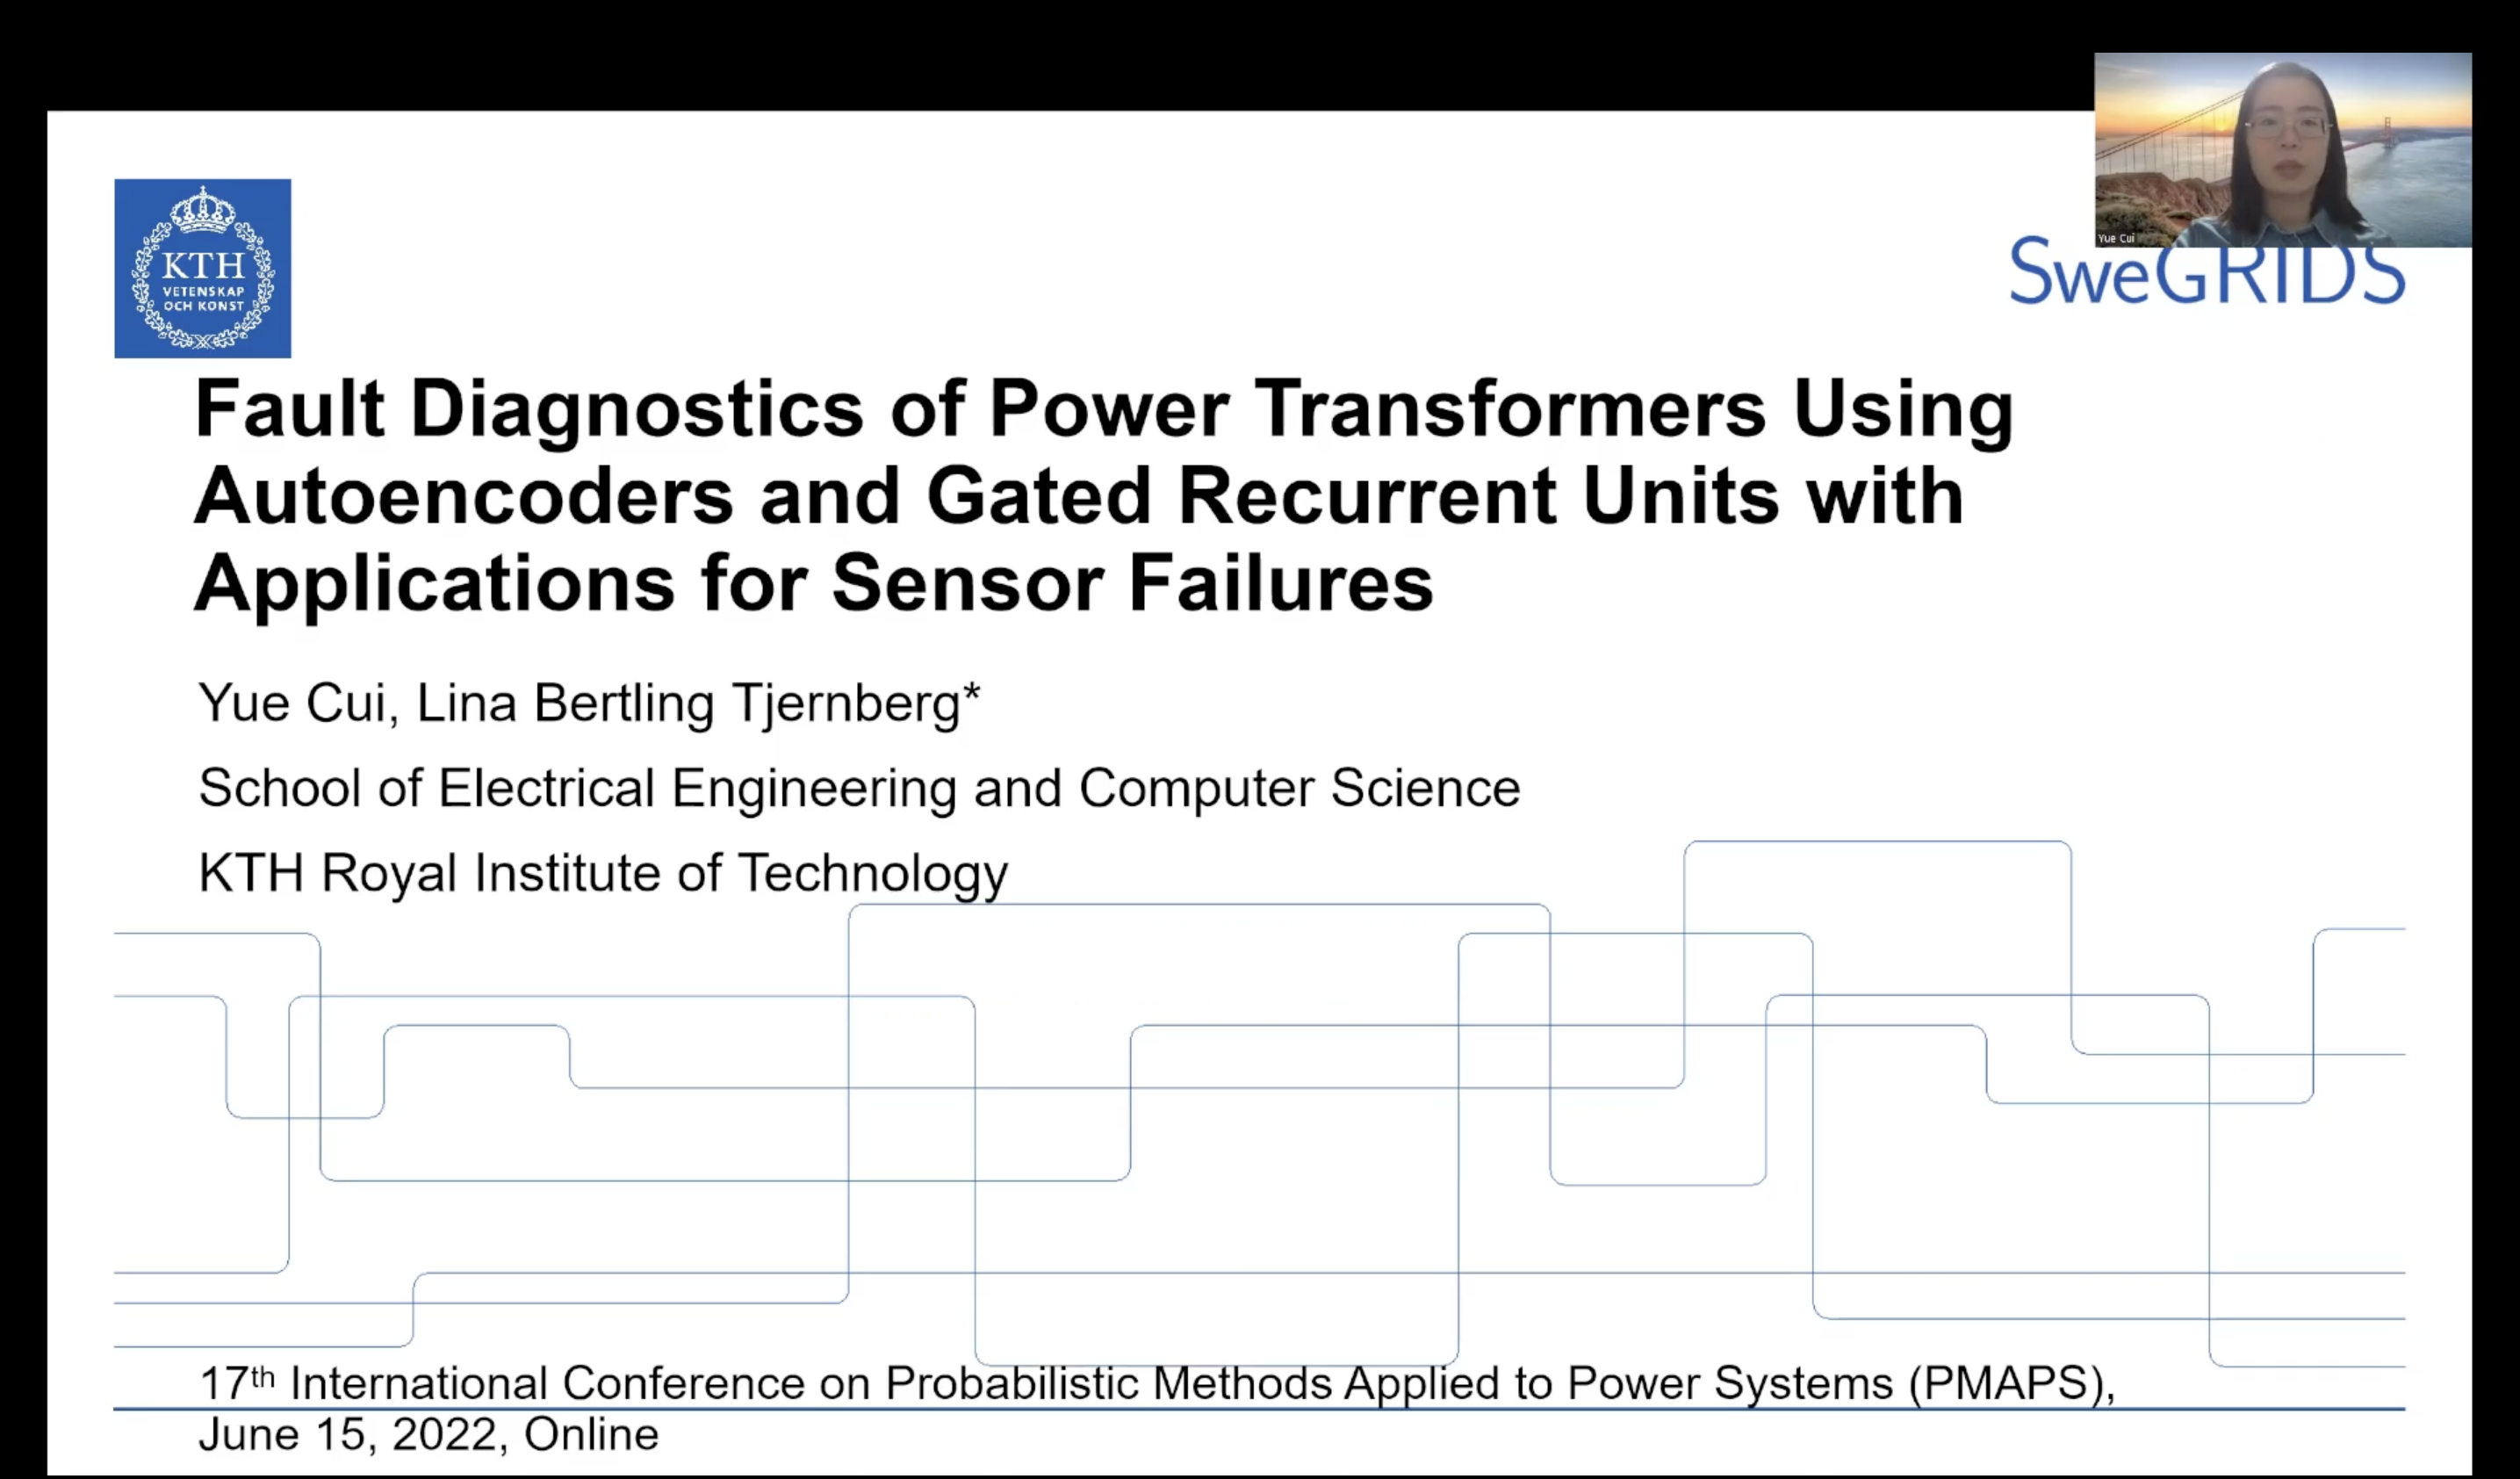 KTH
VETENSKAP
OCH KONST
Yue Cui
SweGRIDS
Fault Diagnostics of Power Transformers Using
Autoencoders and Gated Recurrent Units with
Applications for Sensor Failures
Yue Cui, Lina Bertling Tjernberg*
School of Electrical Engineering and Computer Science
KTH Royal Institute of Technology
17th International Conference on Probabilistic Methods Applied to Power Systems (PMAPS),
June 15, 2022, Online